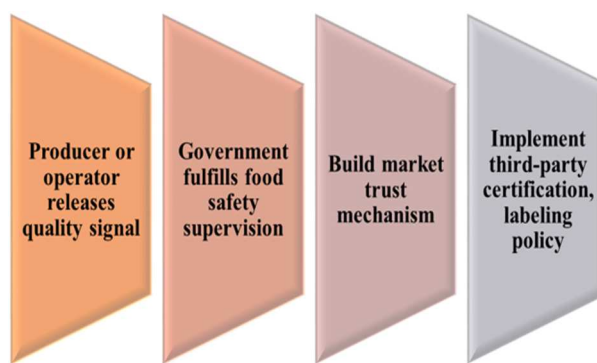 Producer or
operator
releases
quality signal
Government
fulfills food
safety
supervision
Build market
trust
mechanism
Implement
third-party
certification,
labeling
policy